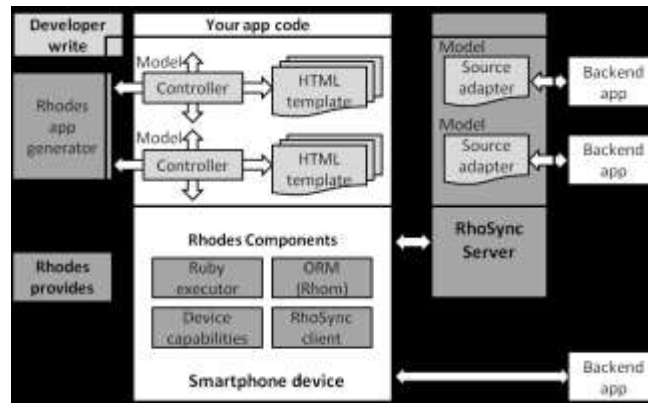 Developer
write
Your app code
Model
Controller
HTML
template
Model
Controller
HTML
template
Rhodes
app
generator
Model
Source
adapter
Backend
app
Model
Source
adapter
Backend
app
Rhodes Components
Ruby
executor
ORM
(Rhom)
Device
capabilities
RhoSync
client
Smartphone device
Rhodes
provides
RhoSync
Server
Backend
app